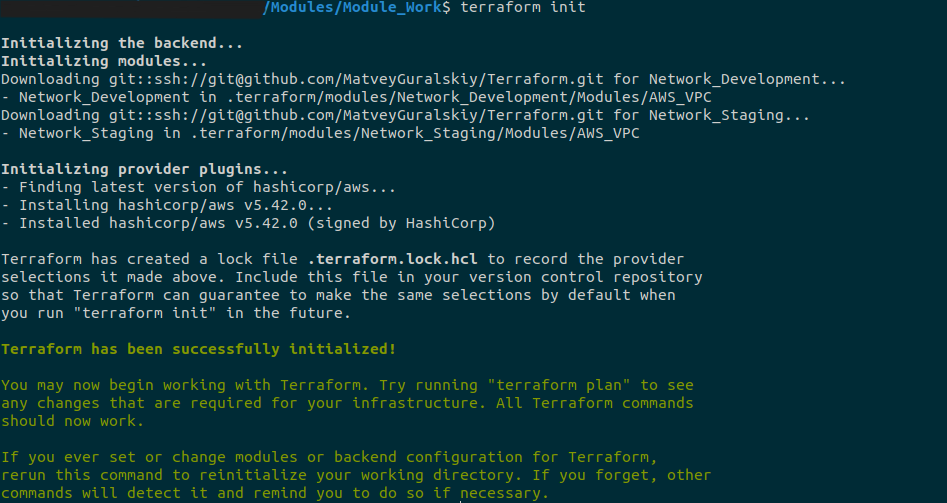 /Modules/Module_Work$ terraform init
Initializing the backend...
Initializing modules...
Downloading git::ssh://git@github.com/MatveyGuralskiy/Terraform.git for Network_Development...
- Network_Development in .terraform/modules/Network_Development/Modules/AWS_VPC
Downloading git::ssh://git@github.com/MatveyGuralskiy/Terraform.git for Network_Staging...
- Network_Staging in .terraform/modules/Network_Staging/Modules/AWS_VPC
Initializing provider plugins...
- Finding latest version of hashicorp/aws...
- Installing hashicorp/aws v5.42.0...
- Installed hashicorp/aws v5.42.0 (signed by HashiCorp)
Terraform has created a lock file .terraform.lock.hcl to record the provider
selections it made above. Include this file in your version control repository
so that Terraform can guarantee to make the same selections by default when
you run "terraform init" in the future.
Terraform has been successfully initialized!
You may now begin working with Terraform. Try running "terraform plan" to see
any changes that are required for your infrastructure. All Terraform commands
should now work.
If you ever set or change modules or backend configuration for Terraform,
rerun this command to reinitialize your working directory. If you forget, other
commands will detect it and remind you to do so if necessary.